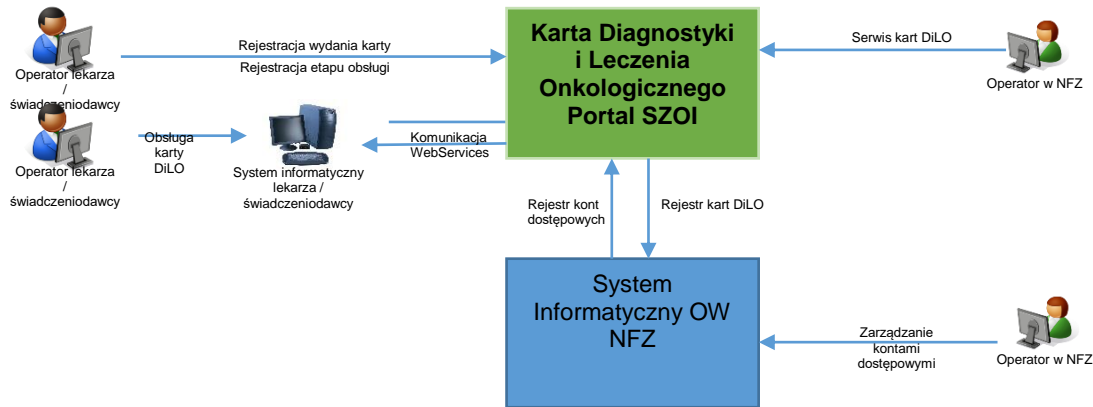 Operator lekarza
/
świadczeniodawcy
Operator lekarza
/
świadczeniodawcy
Rejestracja wydania karty
Rejestracja etapu obsługi
Obsługa
karty
DiLO
System informatyczny
lekarza /
świadczeniodawcy
Komunikacja
WebServices
Karta Diagnostyki
i Leczenia
Onkologicznego
Portal SZOI
Serwis kart DiLO
Operator w NFZ
Rejestr kont
dostępowych
Rejestr kart DiLO
System
Informatyczny OW
NFZ
Zarządzanie
kontami
dostępowymi
Operator w NFZ